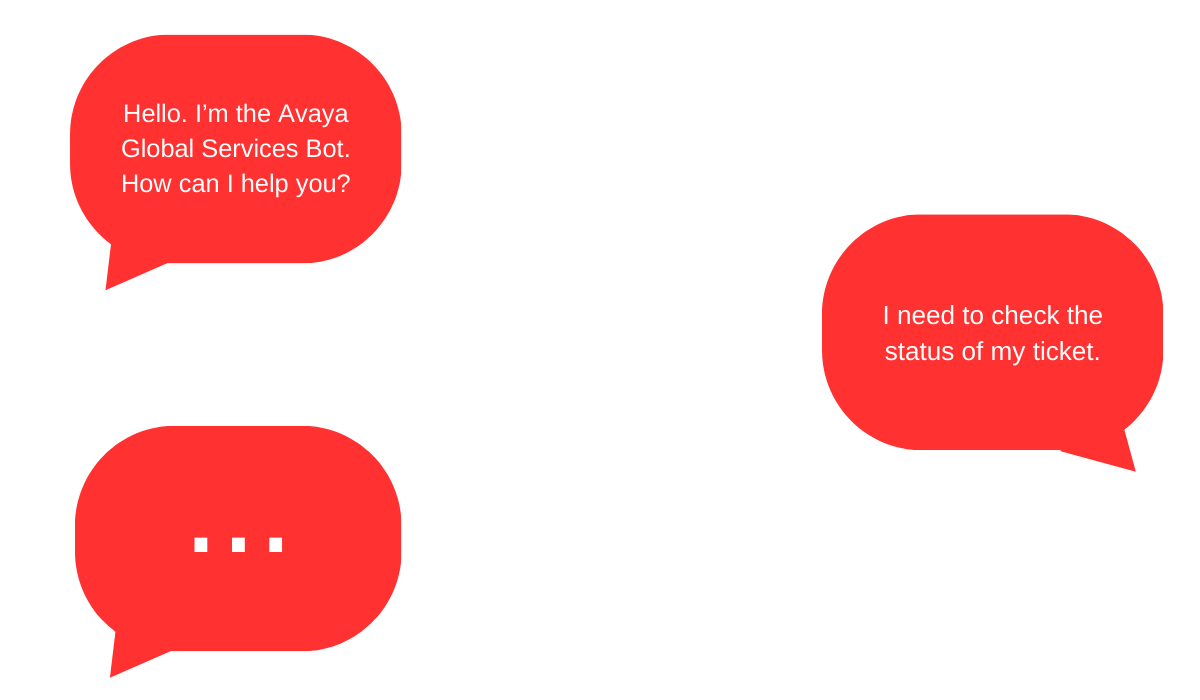 Hello. I’m the Avaya
Global Services Bot.
How can I help you?
I need to check the
status of my ticket.
...